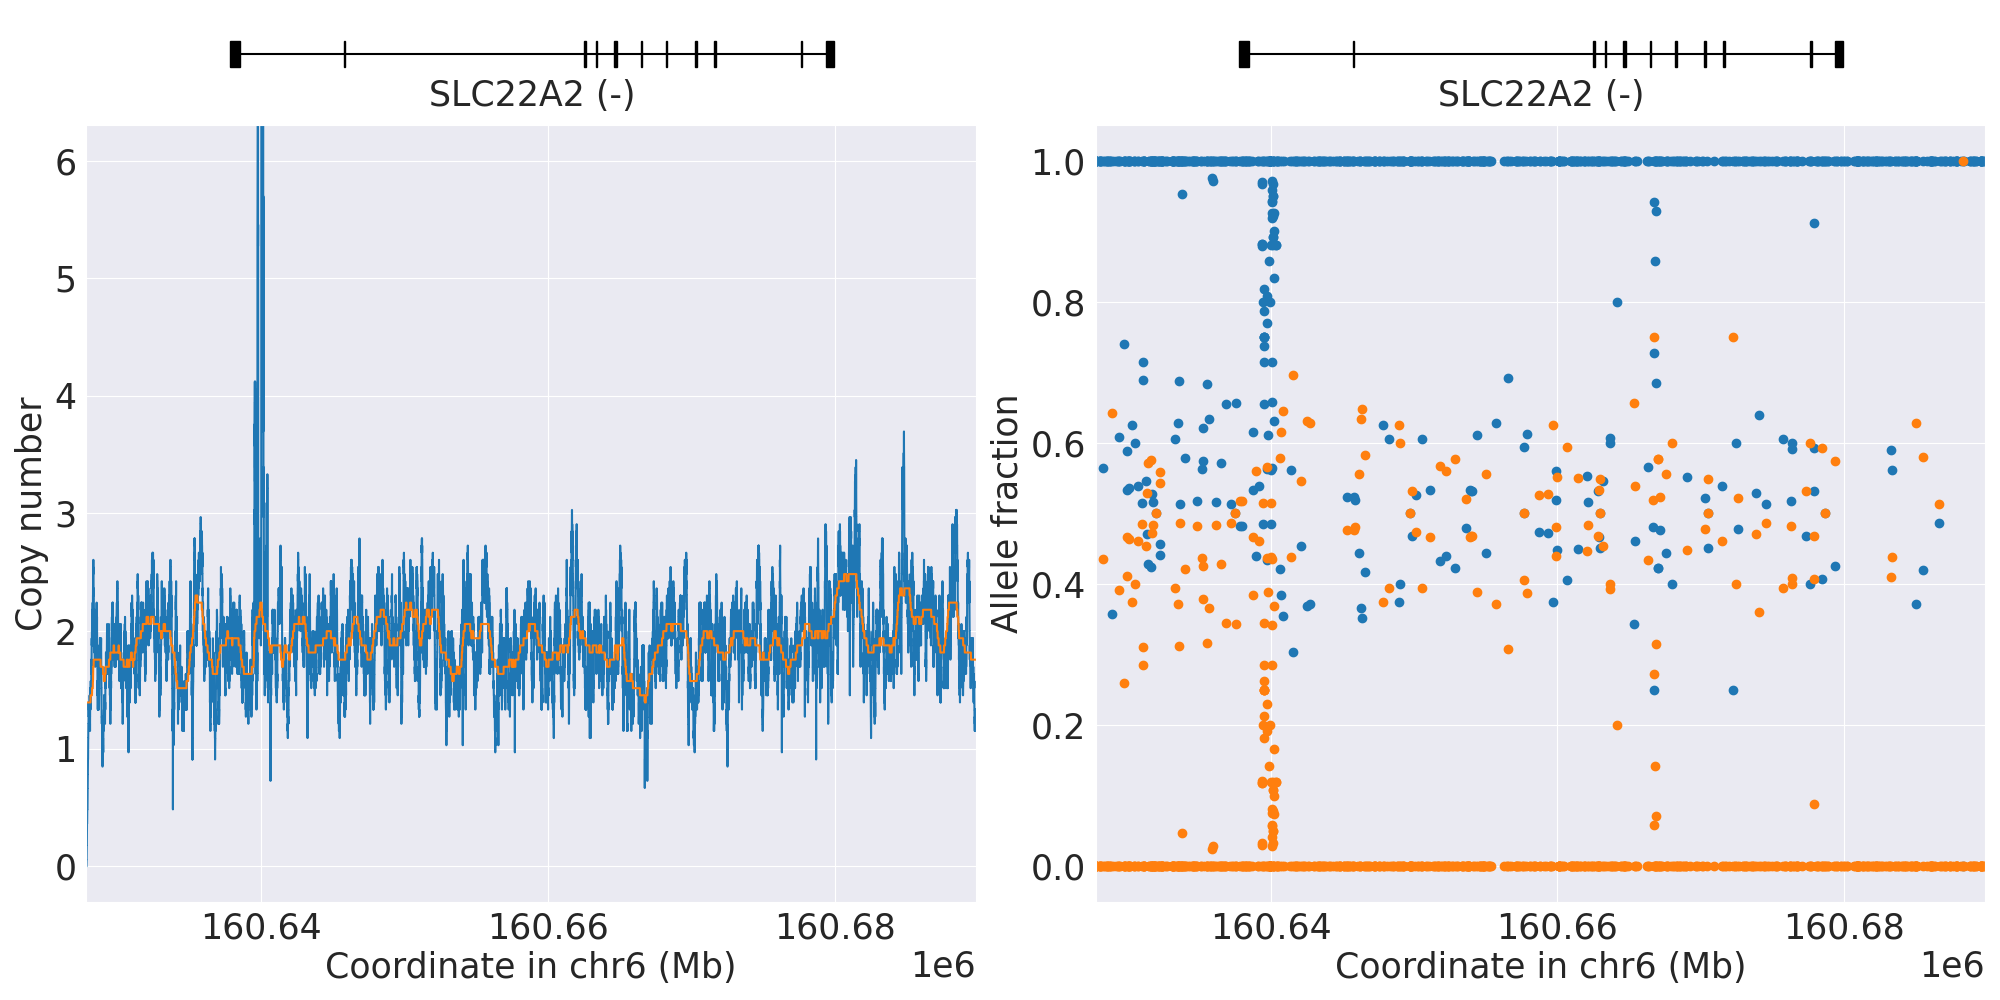 SLC22A2 (-)
Copy number
6
5
4
3
2
1
0
160.64
160.66
160.68
Coordinate in chr6 (Mb)
1e6
SLC22A2 (-)
Allele fraction
1.0
0.8
0.6
0.4
0.2
0.0
160.64
160.66
160.68
Coordinate in chr6 (Mb)
1e6